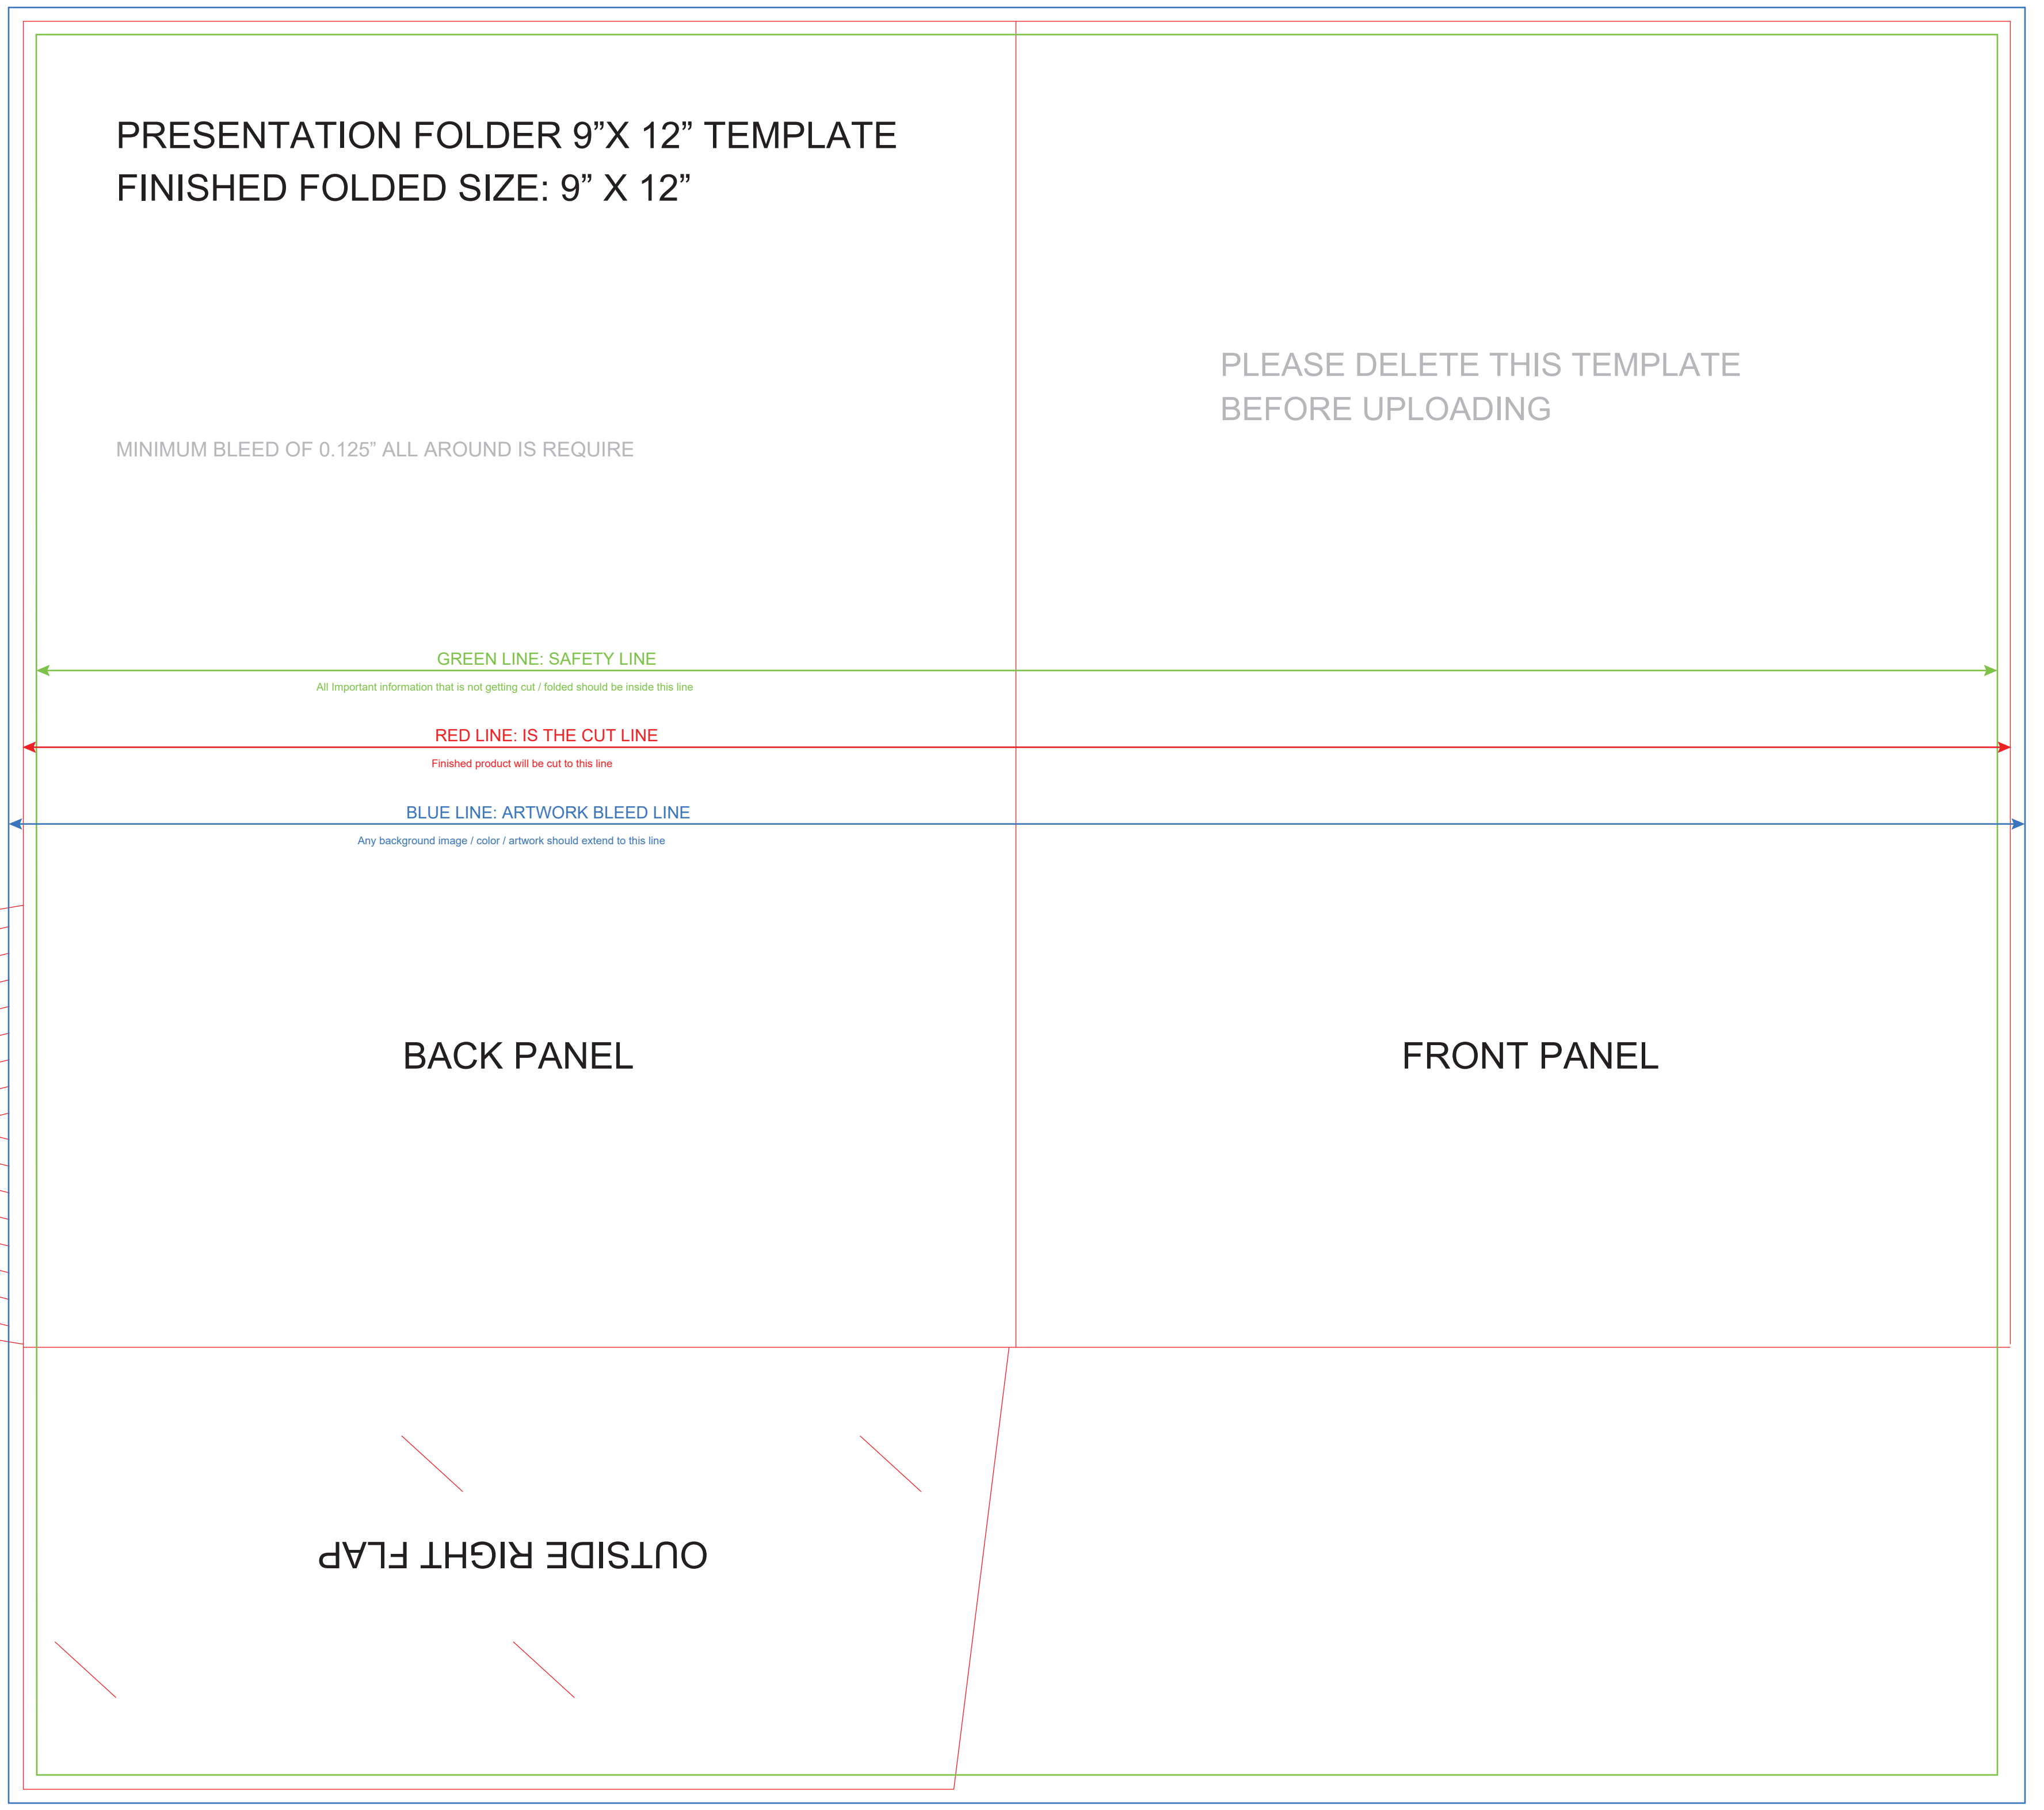 PRESENTATION FOLDER 9”X 12” TEMPLATE
FINISHED FOLDED SIZE: 9” X 12”
PLEASE DELETE THIS TEMPLATE
BEFORE UPLOADING
MINIMUM BLEED OF 0.125” ALL AROUND IS REQUIRE
GREEN LINE: SAFETY LINE
All Important information that is not getting cut / folded should be inside this line
RED LINE: IS THE CUT LINE
Finished product will be cut to this line
BLUE LINE: ARTWORK BLEED LINE
Any background image / color / artwork should extend to this line
BACK PANEL
FRONT PANEL
OUTSIDE RIGHT FLAP